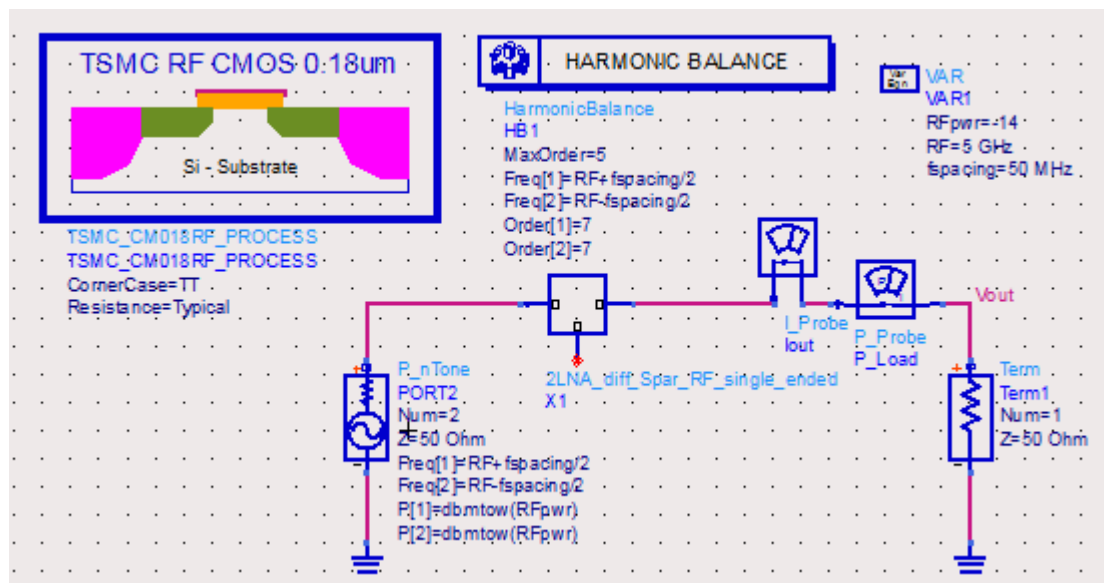 TSMC RF CMOS 0.18um
Si - Substrate
TSMC_CM018RF_PROCESS
TSMC_CM018RF_PROCESS
CornerCase=TT
Resistance=Typical
HARMONIC BALANCE
HarmonicBalance
HB1
MaxOrder=5
Freq[1]=RF+fspacing/2
Freq[2]=RF-fspacing/2
Order[1]=7
Order[2]=7
Var
Eqn
VAR
VAR1
RFpwr=-14
RF=5 GHz
fspacing=50 MHz
P_nTone
PORT2
Num=2
Z=50 Ohm
Freq[1]=RF+fspacing/2
Freq[2]=RF-fspacing/2
P[1]=dbmtow(RFpwr)
P[2]=dbmtow(RFpwr)
2LNA_diff_Spar_RF_single_ended
X1
I_Probe
Iout
P_Probe
P_Load
Vout
Term
Term1
Num=1
Z=50 Ohm